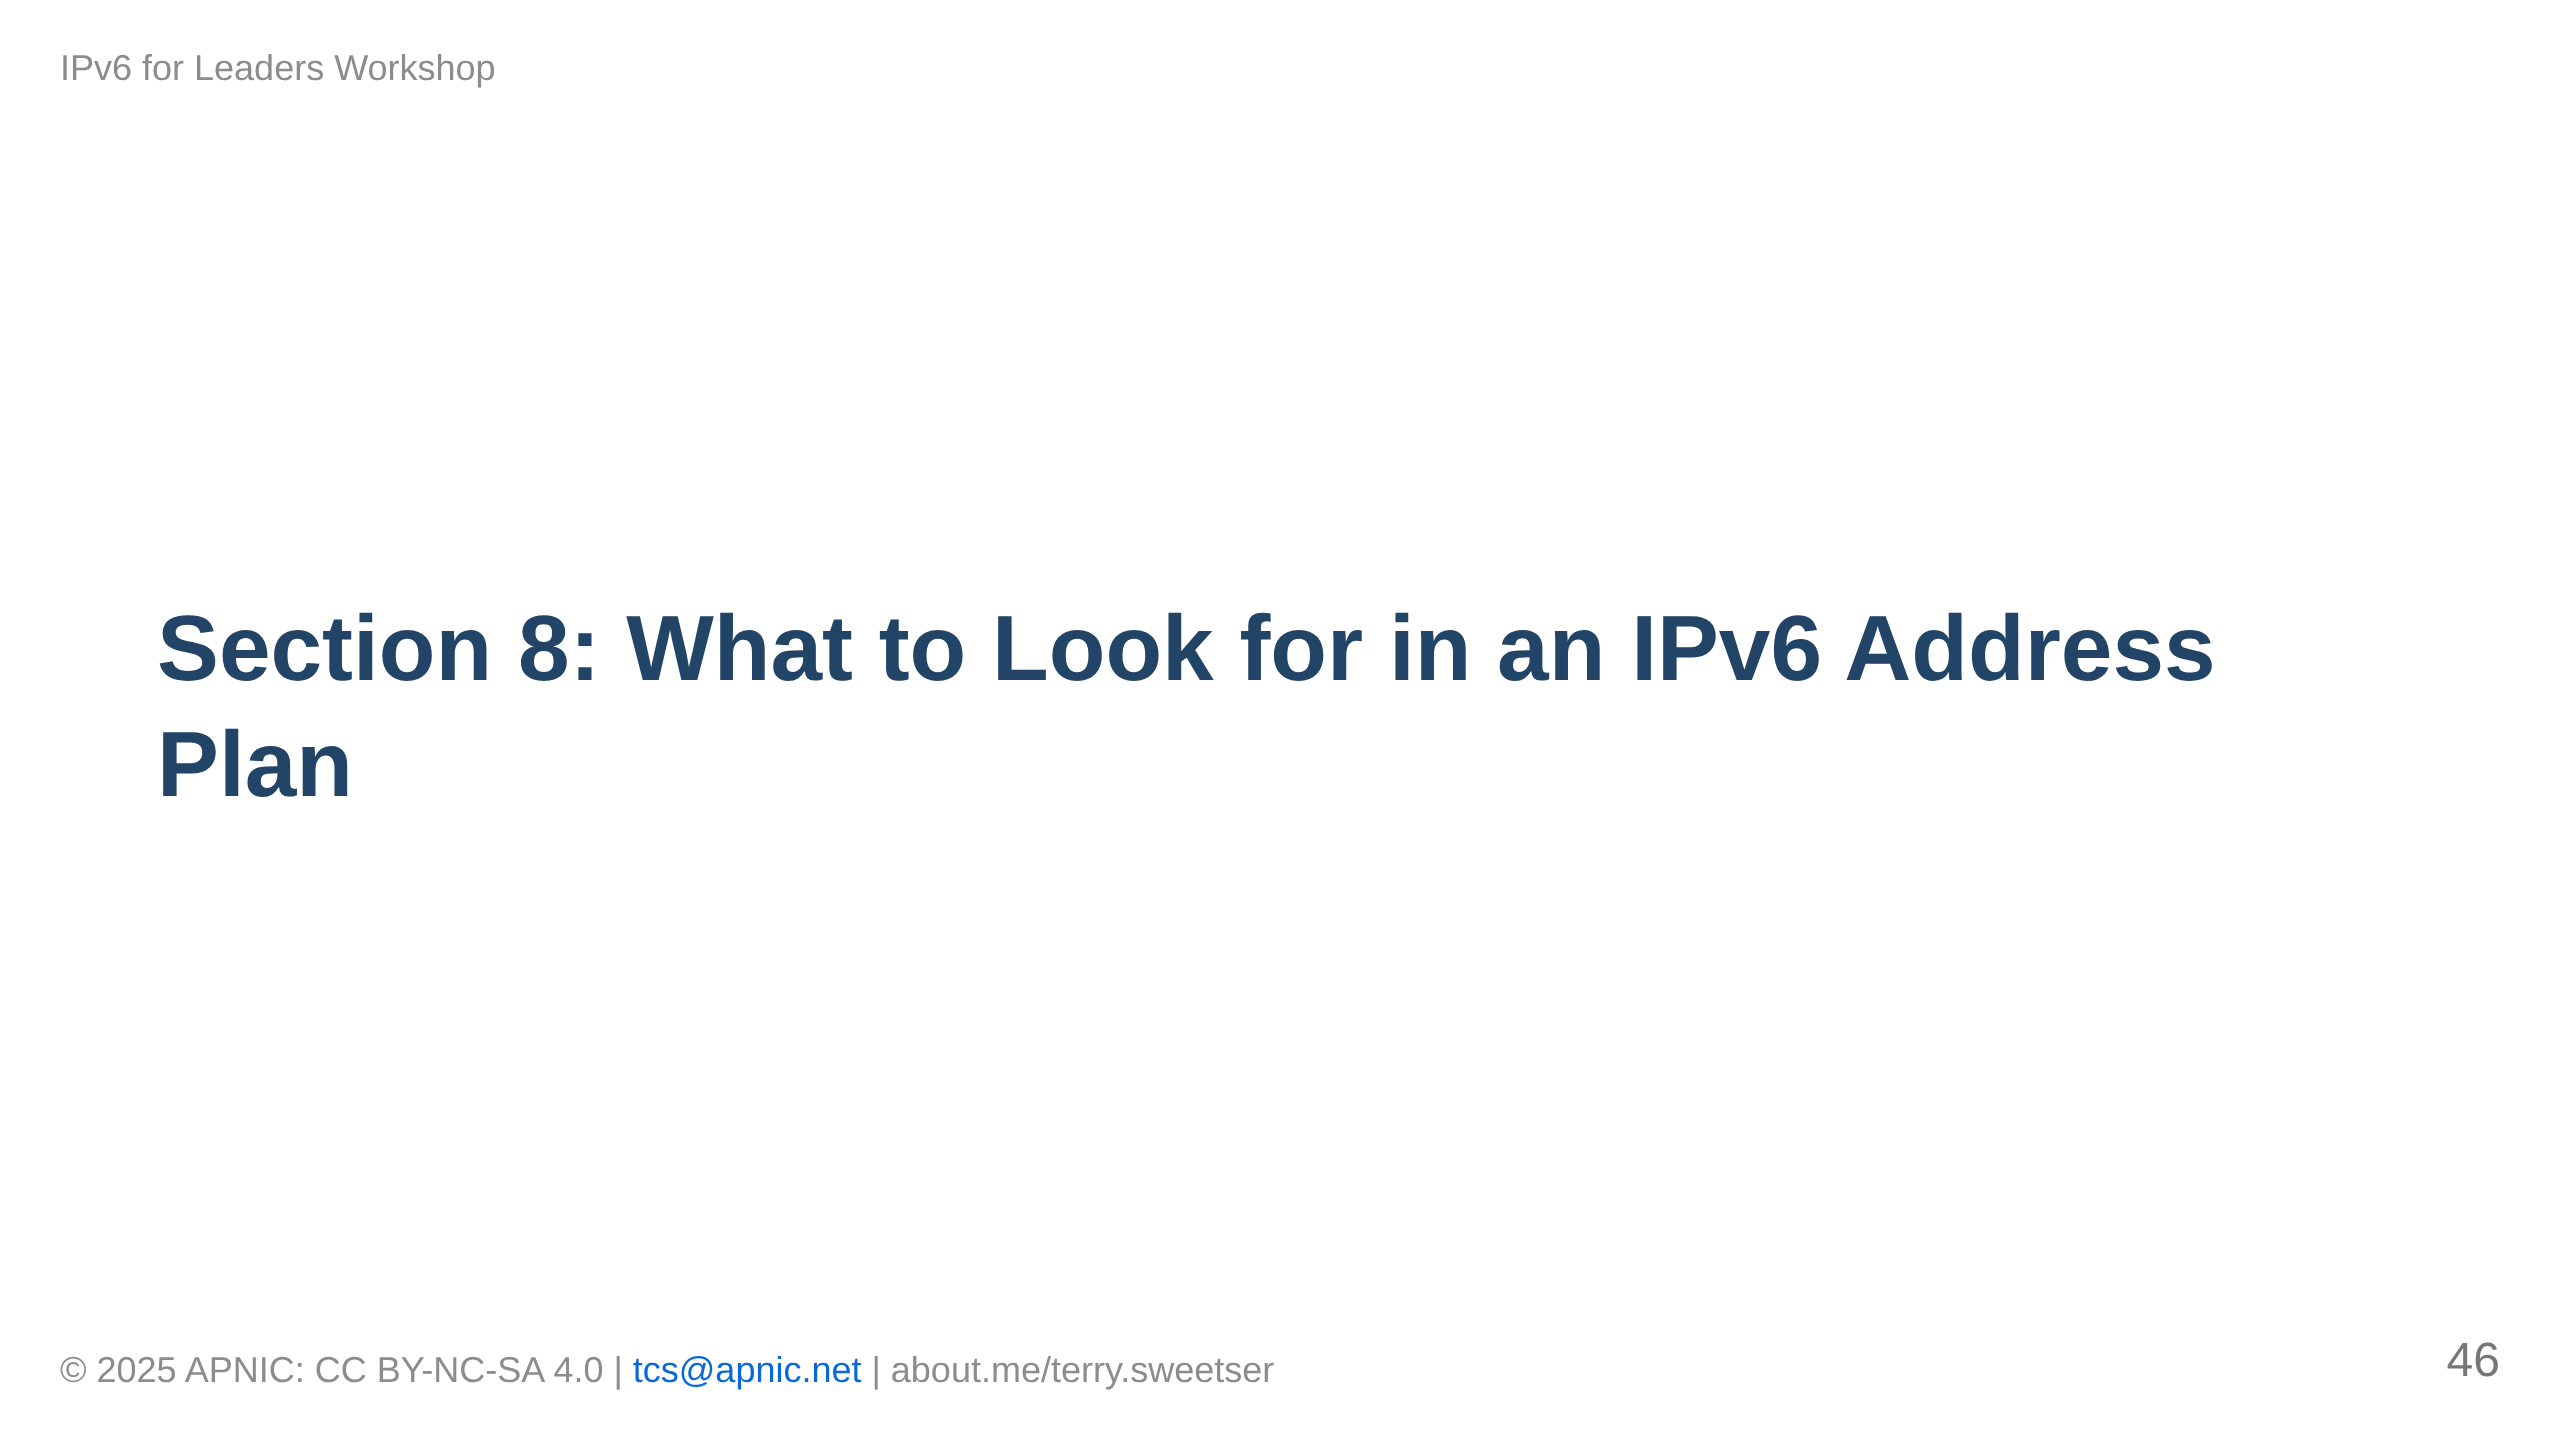 IPv6 for Leaders Workshop
Section 8: What to Look for in an IPv6 Address
Plan
© 2025 APNIC: CC BY-NC-SA 4.0 | tcs@apnic.net | about.me/terry.sweetser
46